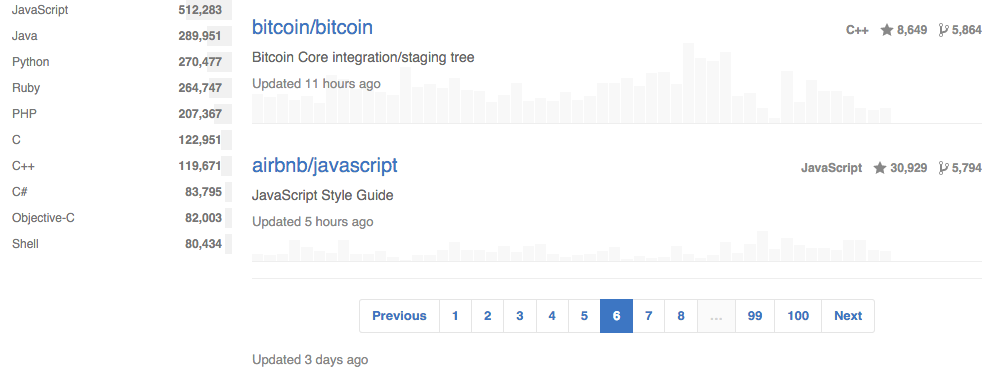 JavaScript 512,283
Java 289,951
Python 270,477
Ruby 264,747
PHP 207,367
C 122,951
C++ 119,671
C# 83,795
Objective-C 82,003
Shell 80,434
bitcoin/bitcoin C++ 8,649 5,864
Bitcoin Core integration/staging tree
Updated 11 hours ago
airbnb/javascript JavaScript 30,929 5,794
JavaScript Style Guide
Updated 5 hours ago
Previous 1 2 3 4 5 6 7 8 … 99 100 Next
Updated 3 days ago